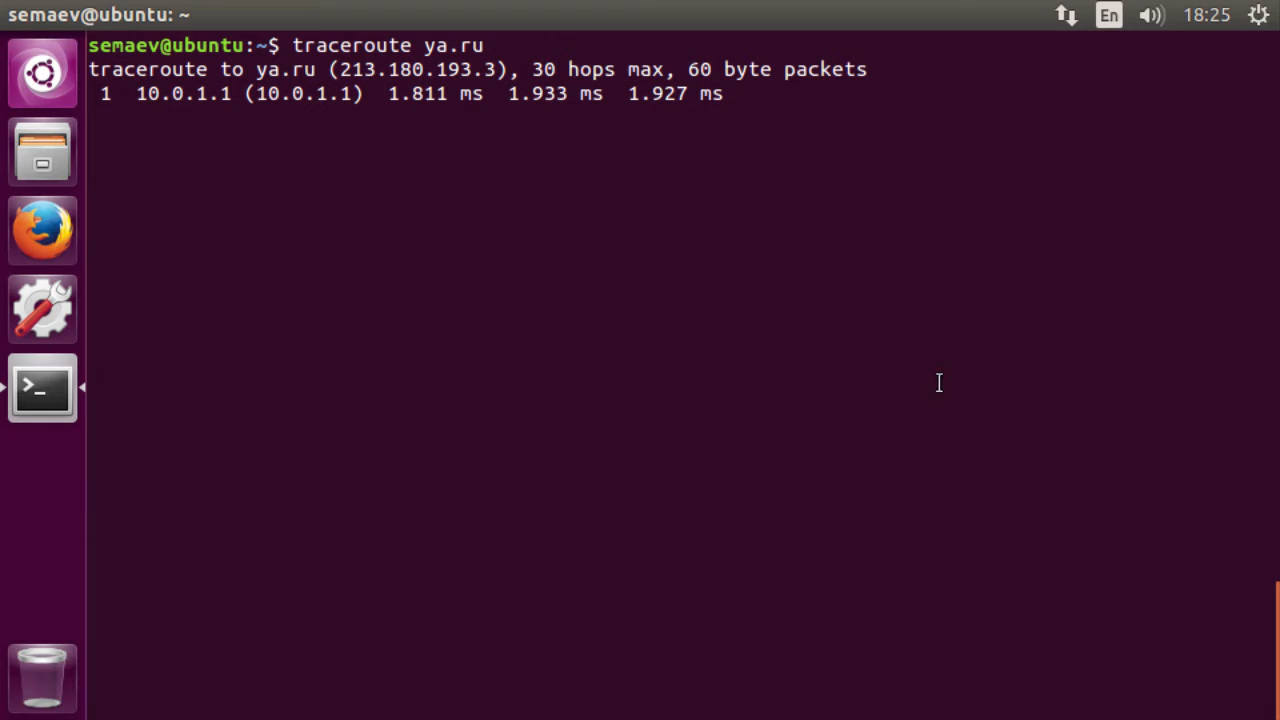 semaev@ubuntu: ~
En
18:25
semaev@ubuntu:~$ traceroute ya.ru
traceroute to ya.ru (213.180.193.3), 30 hops max, 60 byte packets
 1  10.0.1.1 (10.0.1.1)  1.811 ms  1.933 ms  1.927 ms
>_